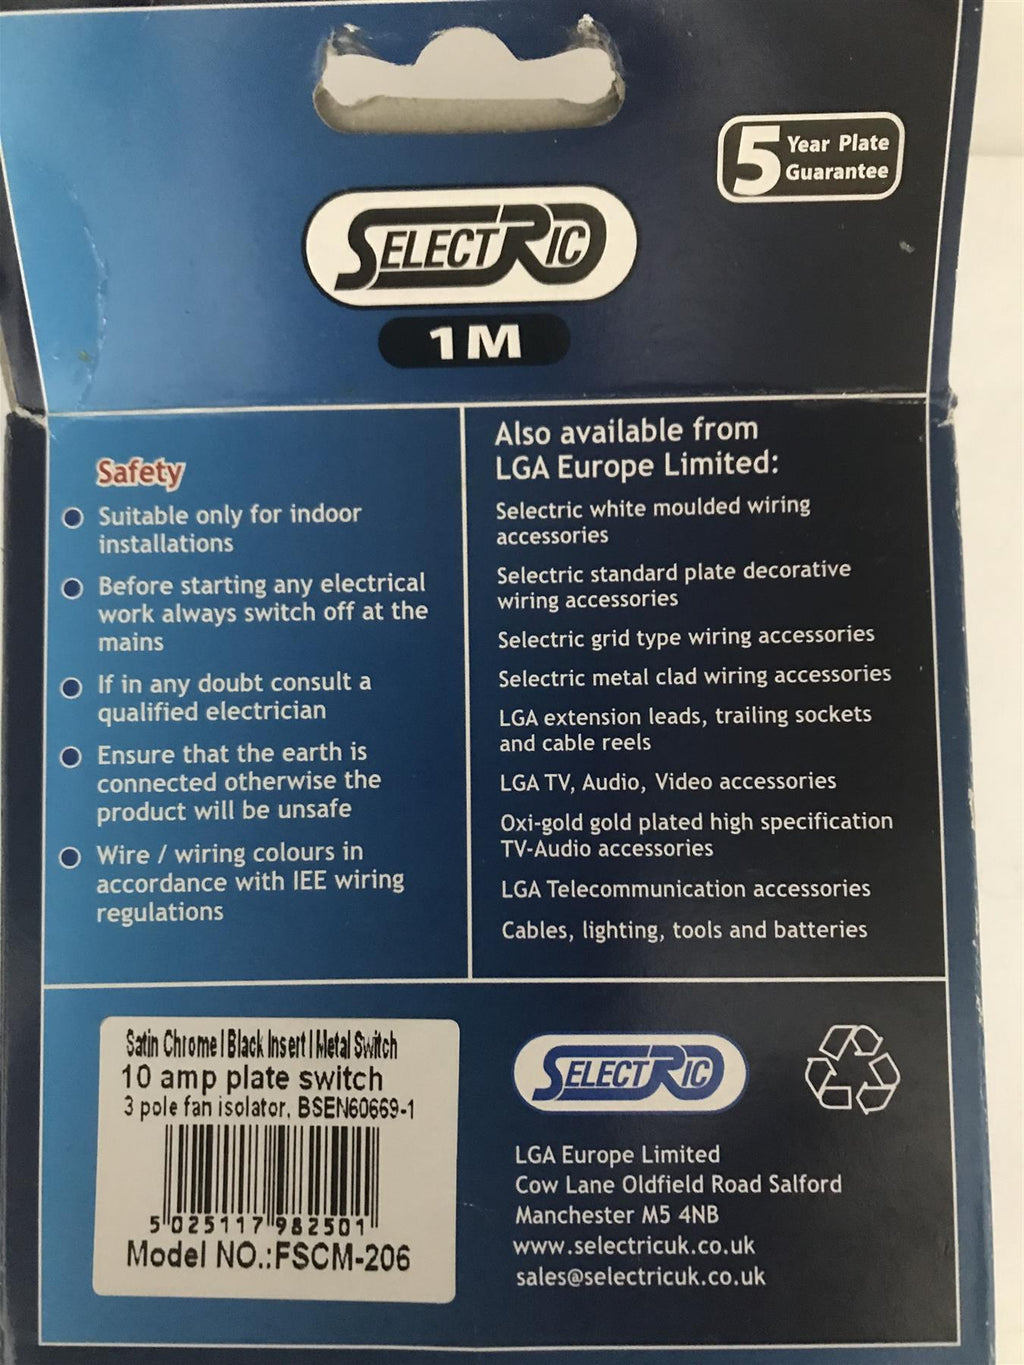 5 Year Plate
Guarantee
SELECTRIC
1M
Safety
Suitable only for indoor
installations
Before starting any electrical
work always switch off at the
mains
If in any doubt consult a
qualified electrician
Ensure that the earth is
connected otherwise the
product will be unsafe
Wire / wiring colours in
accordance with IEE wiring
regulations
Also available from
LGA Europe Limited:
Selectric white moulded wiring
accessories
Selectric standard plate decorative
wiring accessories
Selectric grid type wiring accessories
Selectric metal clad wiring accessories
LGA extension leads, trailing sockets
and cable reels
LGA TV, Audio, Video accessories
Oxi-gold gold plated high specification
TV-Audio accessories
LGA Telecommunication accessories
Cables, lighting, tools and batteries
Satin Chrome | Black Insert | Metal Switch
10 amp plate switch
3 pole fan isolator, BSEN60669-1
5 025117 982501
Model NO.:FSCM-206
SELECTRIC
LGA Europe Limited
Cow Lane Oldfield Road Salford
Manchester M5 4NB
www.selectricuk.co.uk
sales@selectricuk.co.uk